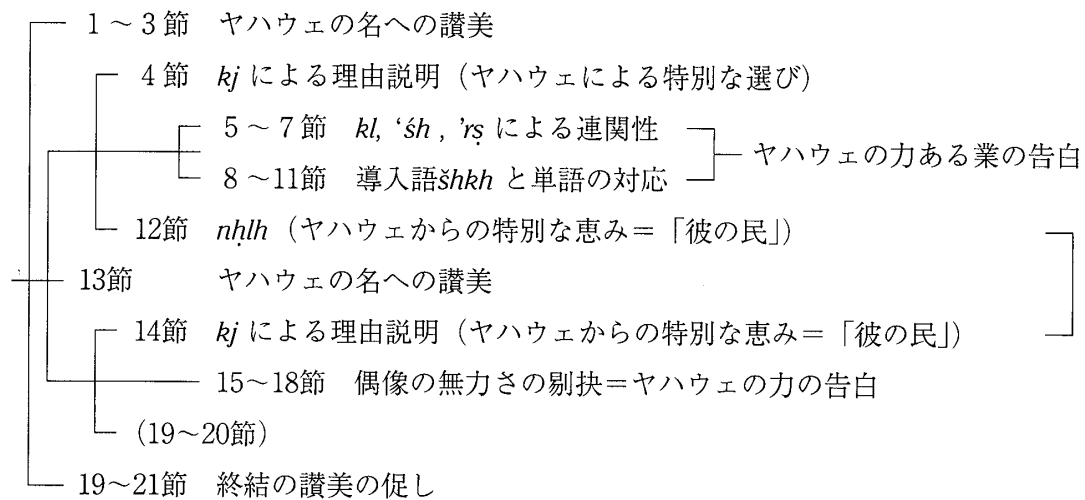 1～3節　ヤハウェの名への讃美
4節　kj による理由説明（ヤハウェによる特別な選び）
5～7節　kl, ‘śh , ’rṣ による連関性
ヤハウェの力ある業の告白
8～11節　導入語šhkh と単語の対応
12節　nḥlh（ヤハウェからの特別な恵み＝「彼の民」）
13節　ヤハウェの名への讃美
14節　kj による理由説明（ヤハウェからの特別な恵み＝「彼の民」）
15～18節　偶像の無力さの剔抉＝ヤハウェの力の告白
（19～20節）
19～21節　終結の讃美の促し